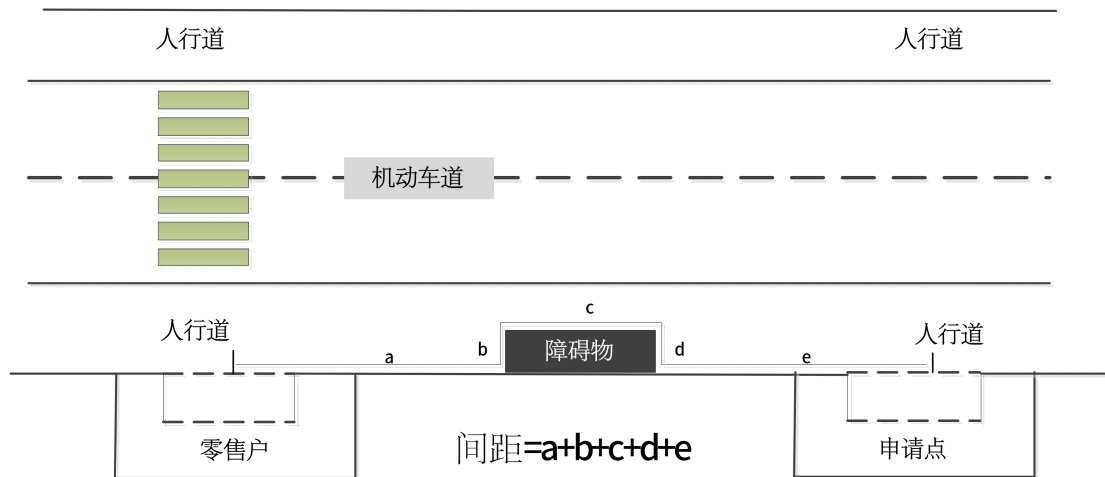 人行道 人行道
机动车道
c
人行道 人行道
b 障碍物 d
a e
零售户 申请点
间距=a+b+c+d+e